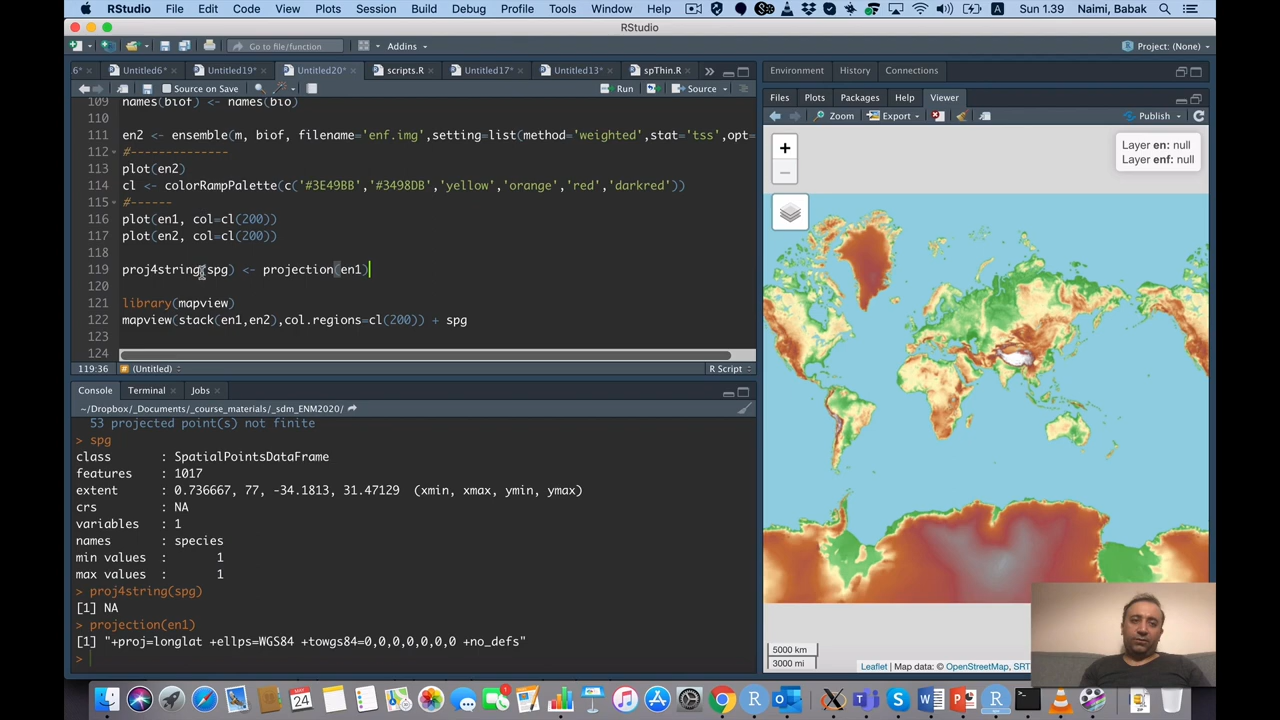 RStudio File Edit Code View Plots Session Build Debug Profile Tools Window Help Sun 1.39 Naimi, Babak
RStudio
Go to file/function Addins Project: (None)
6* Untitled6* Untitled19* Untitled20* scripts.R Untitled17* Untitled13* spThin.R
Source on Save Run Source
109 names(biof) <- names(bio)
110
111 en2 <- ensemble(m, biof, filename='enf.img',setting=list(method='weighted',stat='tss',opt=
112 #--------------
113 plot(en2)
114 cl <- colorRampPalette(c('#3E49BB','#3498DB','yellow','orange','red','darkred'))
115 #------
116 plot(en1, col=cl(200))
117 plot(en2, col=cl(200))
118
119 proj4string(spg) <- projection(en1)
120
121 library(mapview)
122 mapview(stack(en1,en2),col.regions=cl(200)) + spg
123
124
119:36 (Untitled) R Script
Console Terminal Jobs
~/Dropbox/_Documents/_course_materials/_sdm_ENM2020/
53 projected point(s) not finite
> spg
class : SpatialPointsDataFrame
features : 1017
extent : 0.736667, 77, -34.1813, 31.47129 (xmin, xmax, ymin, ymax)
crs : NA
variables : 1
names : species
min values : 1
max values : 1
> proj4string(spg)
[1] NA
> projection(en1)
[1] "+proj=longlat +ellps=WGS84 +towgs84=0,0,0,0,0,0,0 +no_defs"
>
Environment History Connections
Files Plots Packages Help Viewer
Zoom Export Publish
+
−
Layer en: null
Layer enf: null
5000 km
3000 mi
Leaflet | Map data: © OpenStreetMap, SRT
MAY
24
1